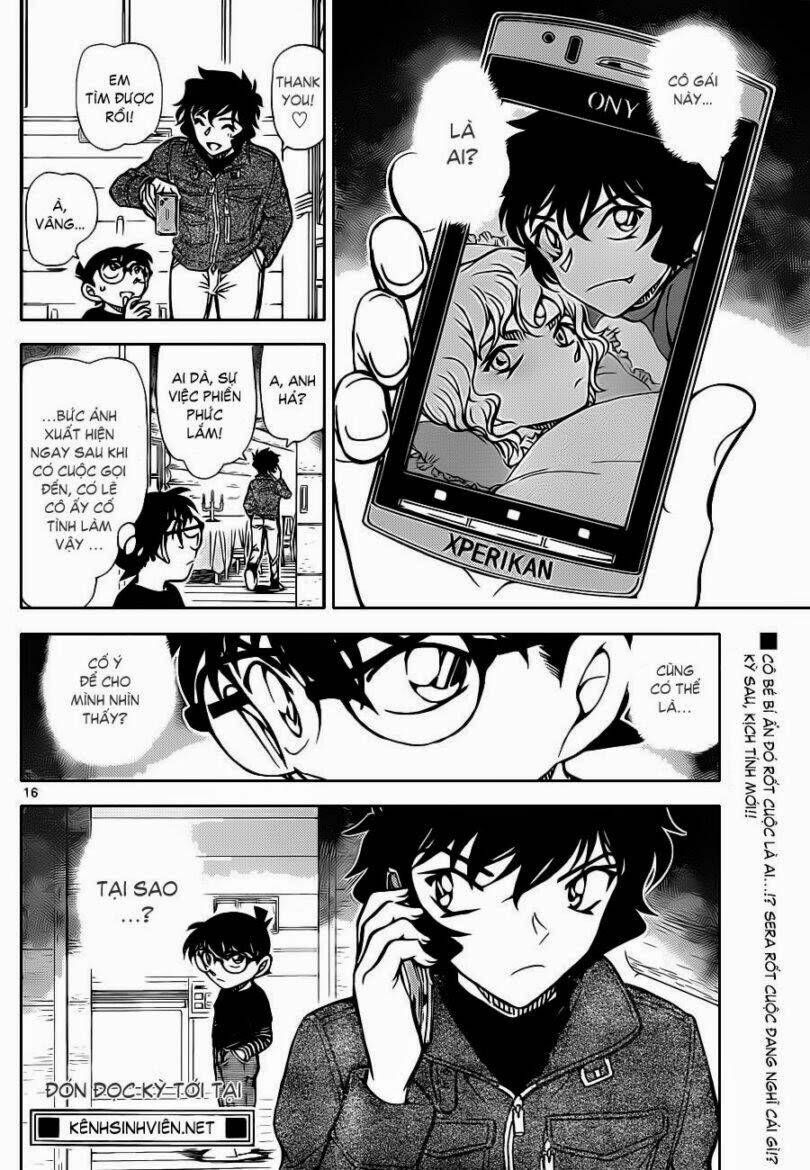 CÔ GÁI
NÀY...
ONY
LÀ
AI?
XPERIKAN
THANK
YOU!
♡
EM
TÌM ĐƯỢC
RỒI!
À,
VÂNG...
A, ANH
HẢ?
AI DÀ, SỰ
VIỆC PHIỀN
PHỨC
LẮM!
...BỨC ẢNH
XUẤT HIỆN
NGAY SAU KHI
CÓ CUỘC GỌI
ĐẾN, CÓ LẼ
CÔ ẤY CỐ
TÌNH LÀM
VẬY ...
CŨNG
CÓ THỂ
LÀ...
CỐ Ý
ĐỂ CHO
MÌNH NHÌN
THẤY?
16
TẠI SAO
...?
CÔ BÉ BÍ ẨN ĐÓ RỐT CUỘC LÀ AI...!? SERA RỐT CUỘC ĐANG NGHĨ CÁI GÌ!?
KỲ SAU, KỊCH TÍNH MỚI!!
ĐÓN ĐỌC KỲ TỚI TẠI
KÊNHSINHVIÊN.NET